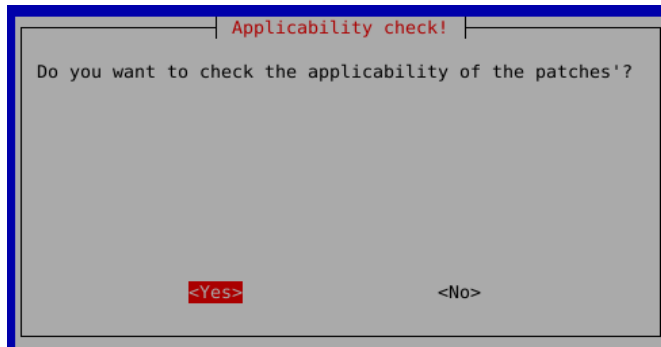 Applicability check!
Do you want to check the applicability of the patches'?
<Yes> <No>